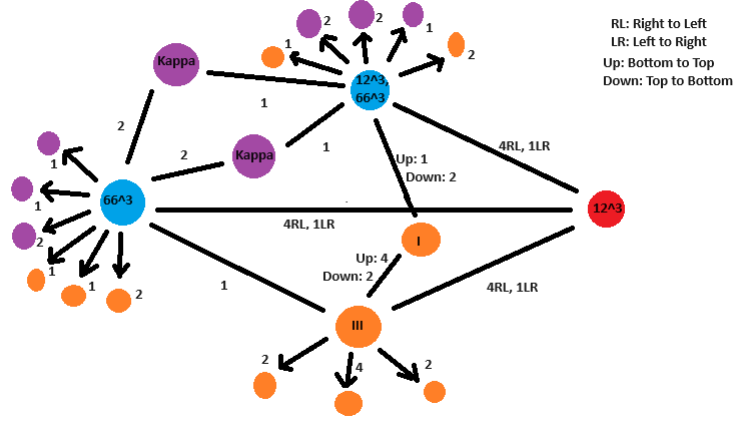 RL: Right to Left
LR: Left to Right
Up: Bottom to Top
Down: Top to Bottom
2
2
1
1
2
Kappa
12^3,
66^3
1
2
Kappa
1
2
4RL, 1LR
Up: 1
Down: 2
1
1
2
1
1
2
66^3
4RL, 1LR
12^3
I
Up: 4
Down: 2
1
4RL, 1LR
III
2
4
2